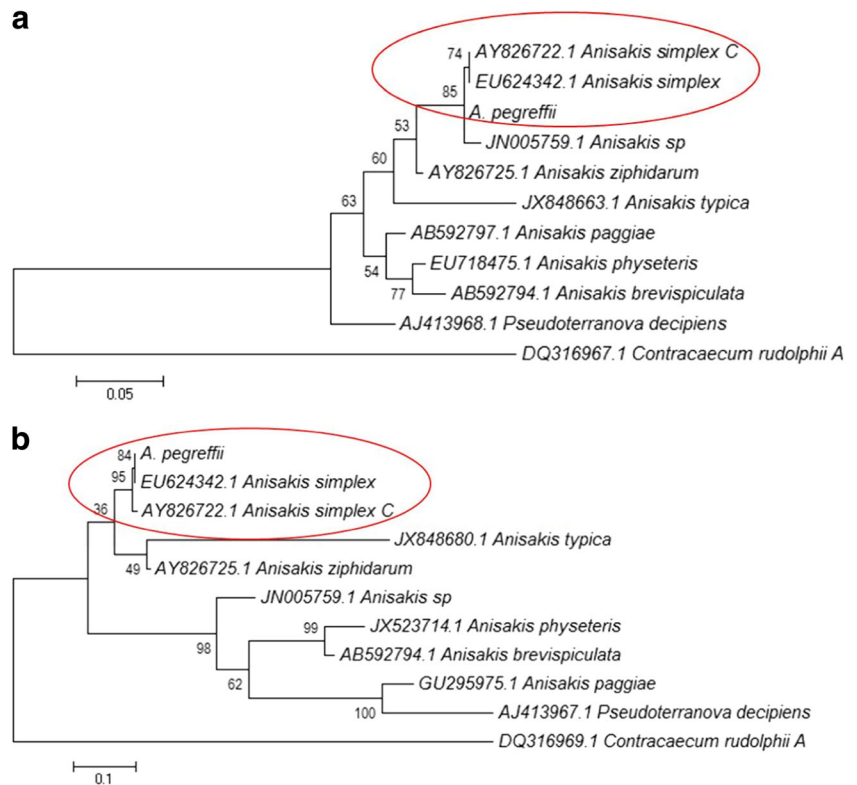 a
74 AY826722.1 Anisakis simplex C
EU624342.1 Anisakis simplex
85
A. pegreffii
53
JN005759.1 Anisakis sp
60
AY826725.1 Anisakis ziphidarum
63
JX848663.1 Anisakis typica
AB592797.1 Anisakis paggiae
54
EU718475.1 Anisakis physeteris
77
AB592794.1 Anisakis brevispiculata
AJ413968.1 Pseudoterranova decipiens
DQ316967.1 Contracaecum rudolphii A
0.05
b
84 A. pegreffii
95
EU624342.1 Anisakis simplex
36
AY826722.1 Anisakis simplex C
JX848680.1 Anisakis typica
49
AY826725.1 Anisakis ziphidarum
JN005759.1 Anisakis sp
98
99
JX523714.1 Anisakis physeteris
AB592794.1 Anisakis brevispiculata
62
GU295975.1 Anisakis paggiae
100
AJ413967.1 Pseudoterranova decipiens
DQ316969.1 Contracaecum rudolphii A
0.1